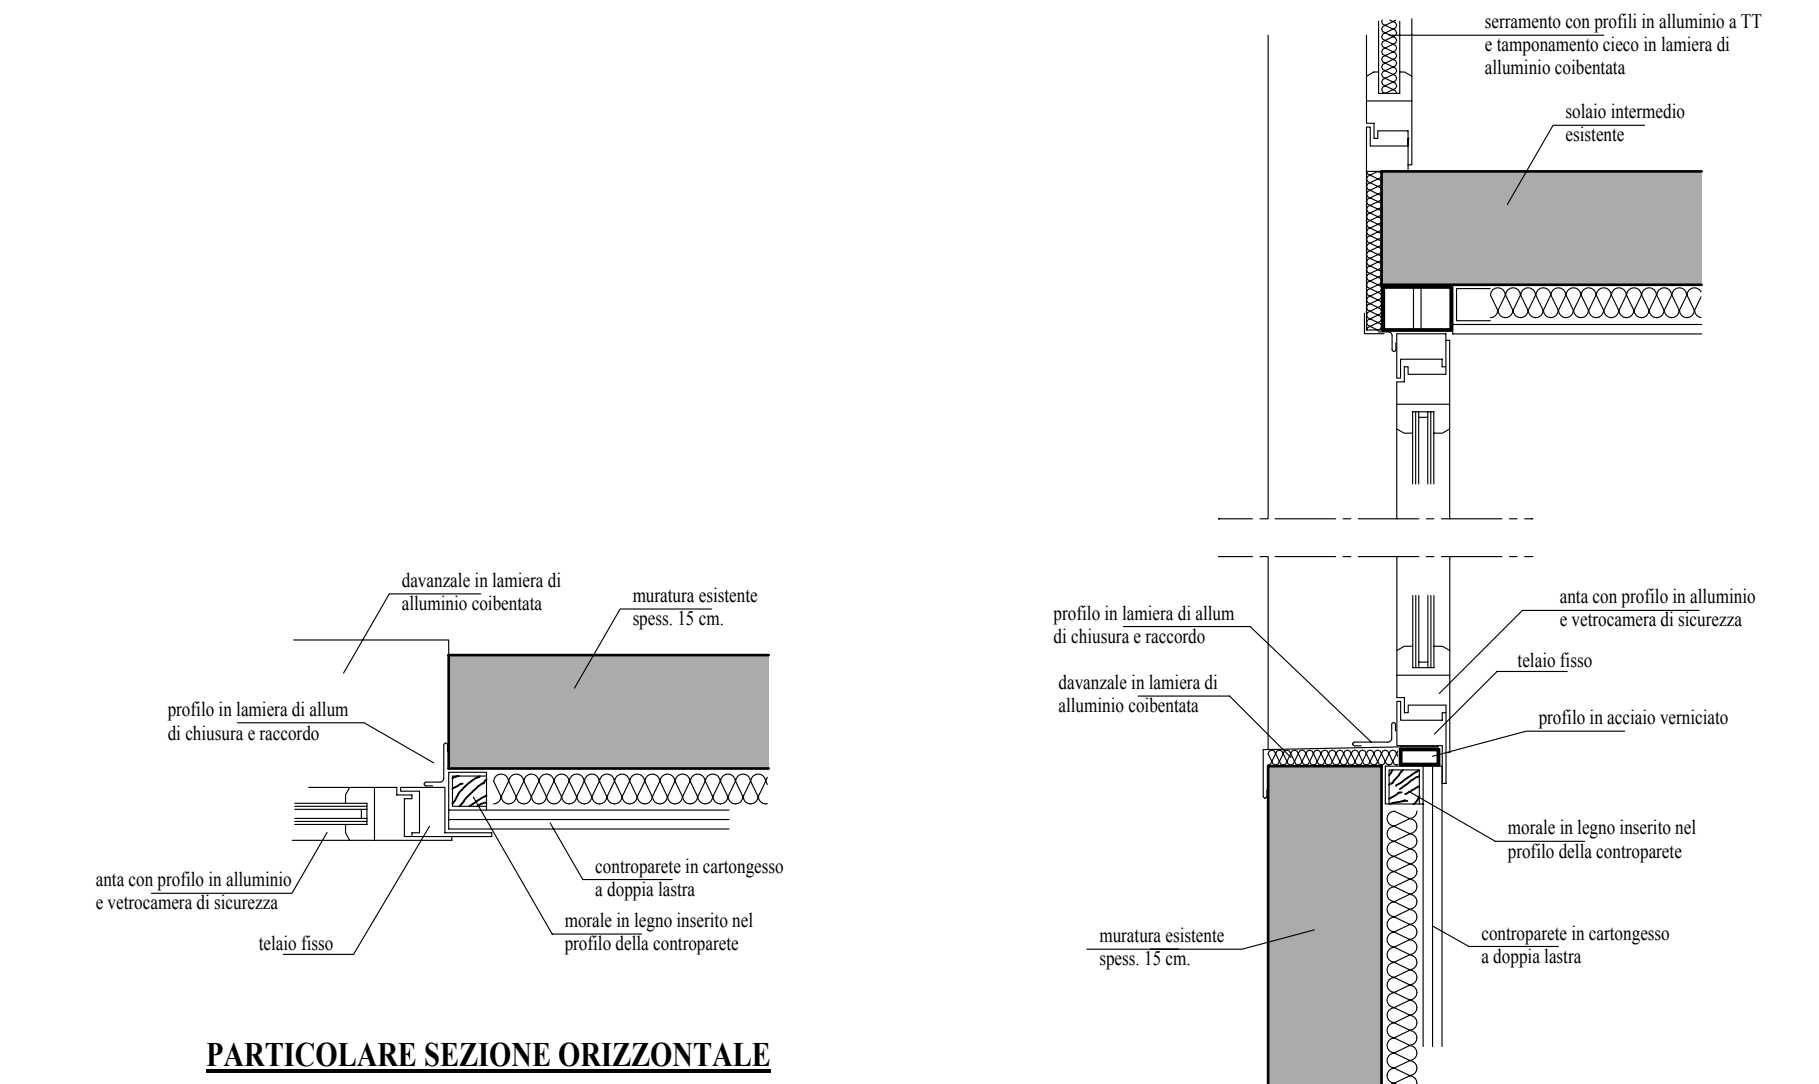 serramento con profili in alluminio a TT
e tamponamento cieco in lamiera di
alluminio coibentata
solaio intermedio
esistente
davanzale in lamiera di
alluminio coibentata
muratura esistente
spess. 15 cm.
profilo in lamiera di allum
di chiusura e raccordo
anta con profilo in alluminio
e vetrocamera di sicurezza
telaio fisso
controparete in cartongesso
a doppia lastra
morale in legno inserito nel
profilo della controparete
PARTICOLARE SEZIONE ORIZZONTALE
profilo in lamiera di allum
di chiusura e raccordo
davanzale in lamiera di
alluminio coibentata
anta con profilo in alluminio
e vetrocamera di sicurezza
telaio fisso
profilo in acciaio verniciato
morale in legno inserito nel
profilo della controparete
muratura esistente
spess. 15 cm.
controparete in cartongesso
a doppia lastra